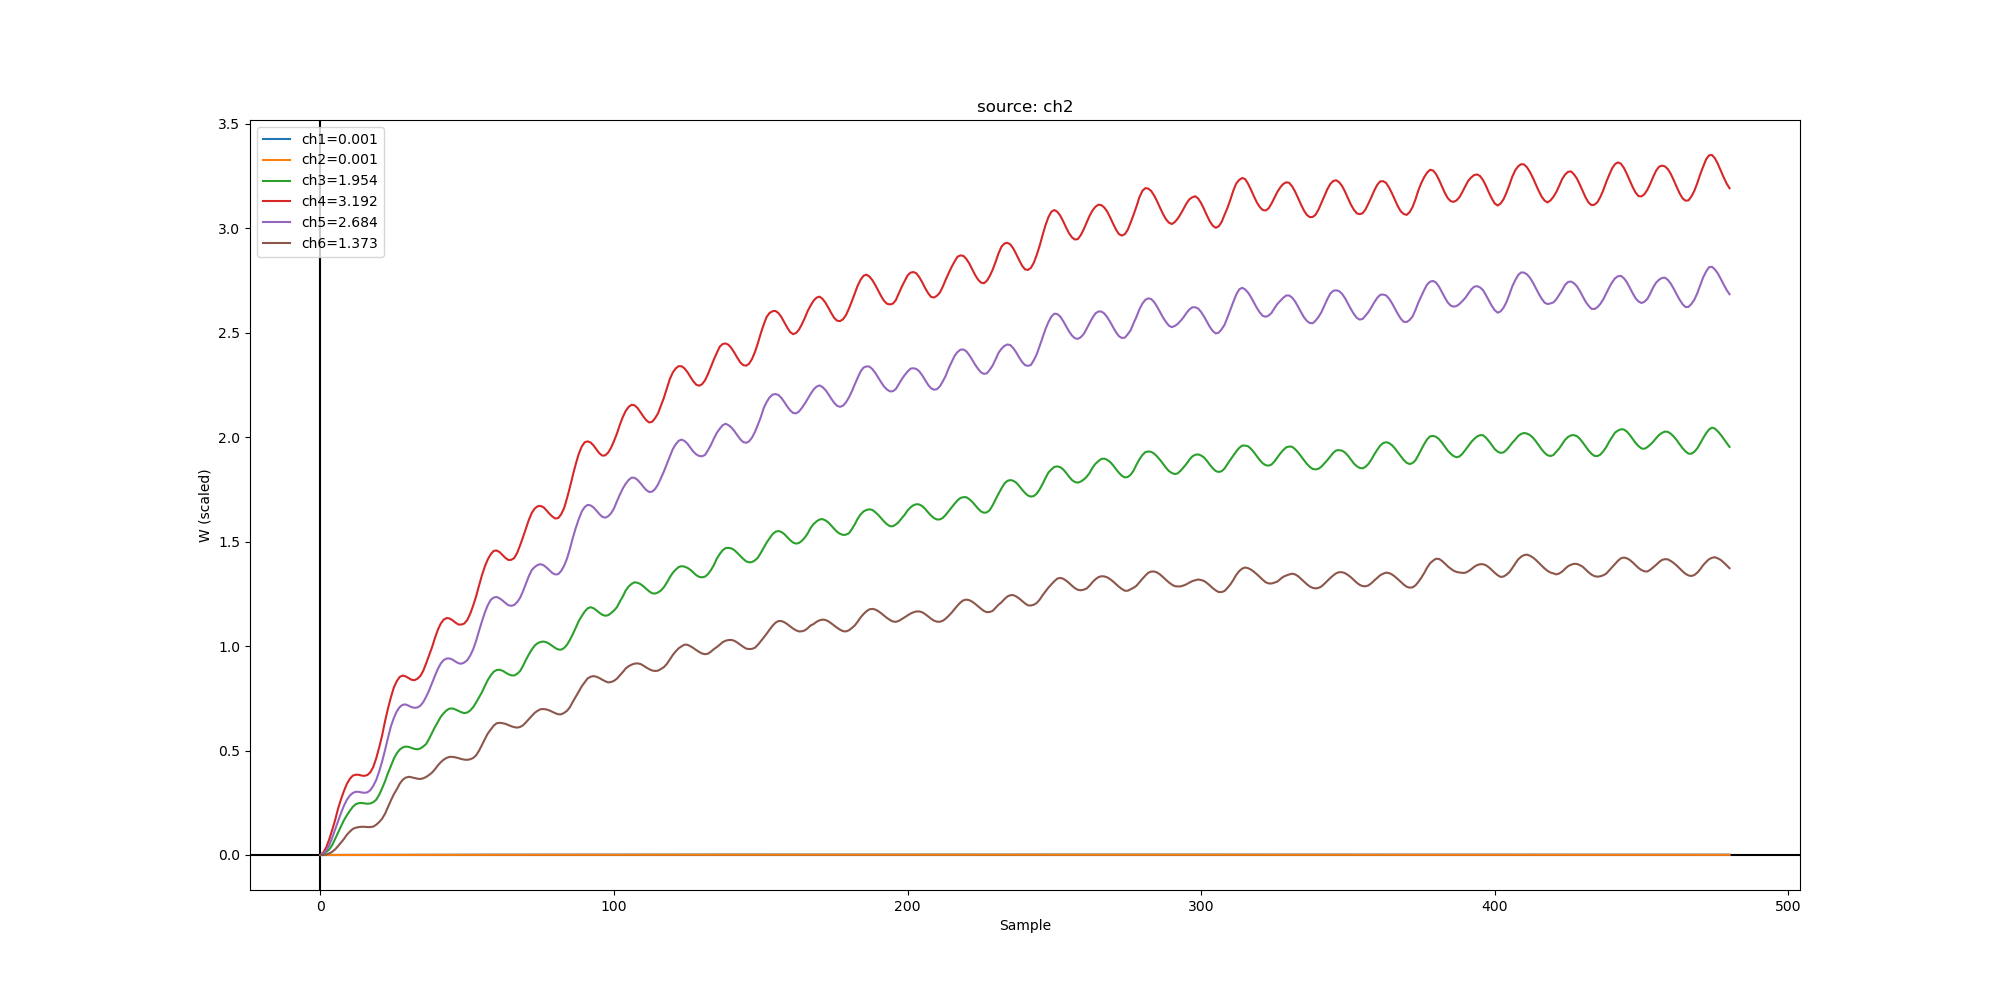 source: ch2
3.5
3.0
2.5
2.0
1.5
1.0
0.5
0.0
W (scaled)
ch1=0.001
ch2=0.001
ch3=1.954
ch4=3.192
ch5=2.684
ch6=1.373
0
100
200
300
400
500
Sample